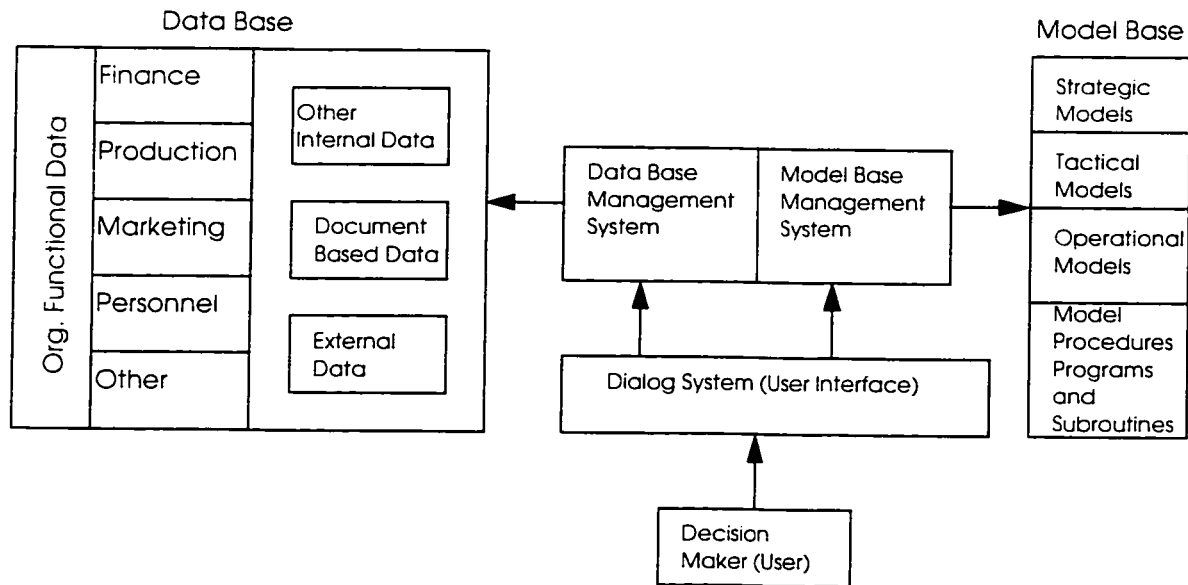 Data Base
Org. Functional Data
Finance
Production
Marketing
Personnel
Other
Other
Internal Data
Document
Based Data
External
Data
Data Base
Management
System
Model Base
Management
System
Dialog System (User Interface)
Decision
Maker (User)
Model Base
Strategic
Models
Tactical
Models
Operational
Models
Model
Procedures
Programs
and
Subroutines